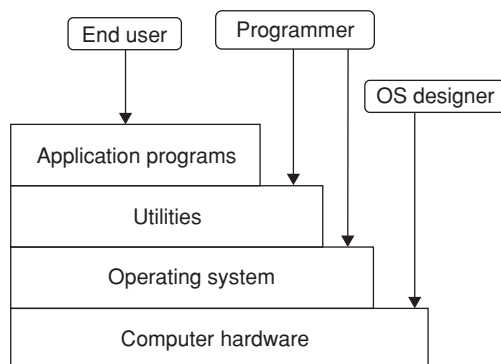 End user
Programmer
OS designer
Application programs
Utilities
Operating system
Computer hardware